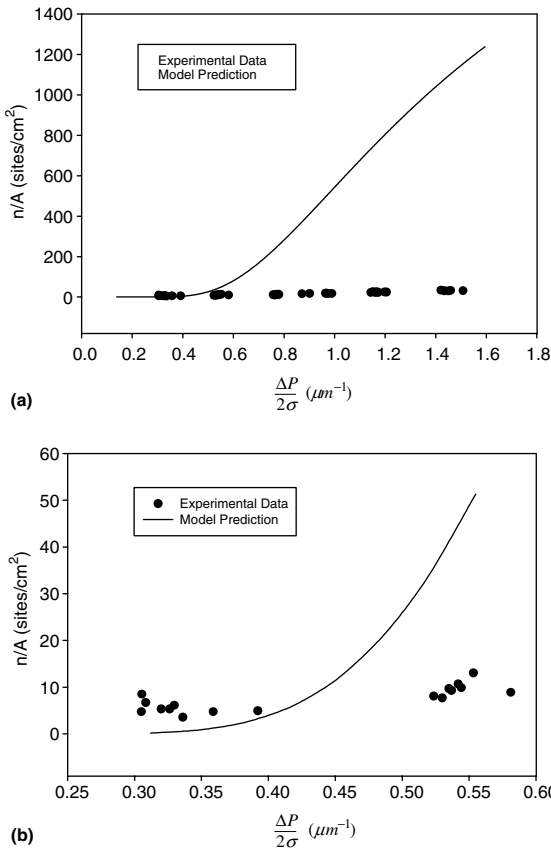 1400
1200
1000
800
600
400
200
0
n/A (sites/cm²)
Experimental Data
Model Prediction
0.0 0.2 0.4 0.6 0.8 1.0 1.2 1.4 1.6 1.8
ΔP/2σ (μm⁻¹)
(a)
60
50
40
30
20
10
0
n/A (sites/cm²)
Experimental Data
Model Prediction
0.25 0.30 0.35 0.40 0.45 0.50 0.55 0.60
ΔP/2σ (μm⁻¹)
(b)